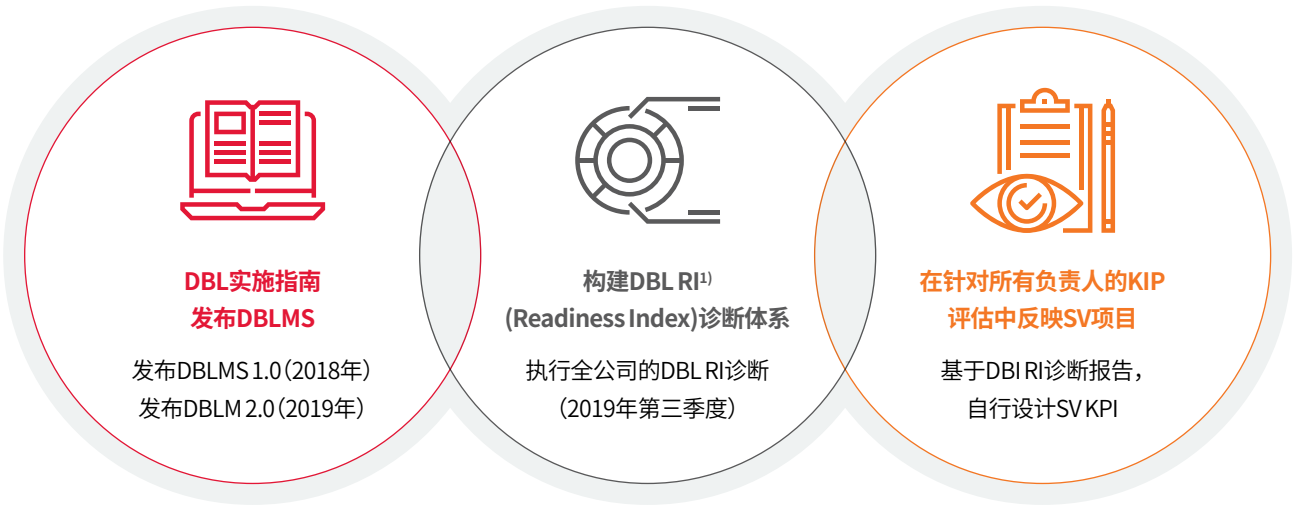 DBL实施指南
发布DBLMS
发布DBLMS 1.0（2018年）
发布DBLM 2.0（2019年）
构建DBL RI1)
(Readiness Index)诊断体系
执行全公司的DBL RI诊断
（2019年第三季度）
在针对所有负责人的KIP
评估中反映SV项目
基于DBI RI诊断报告，
自行设计SV KPI